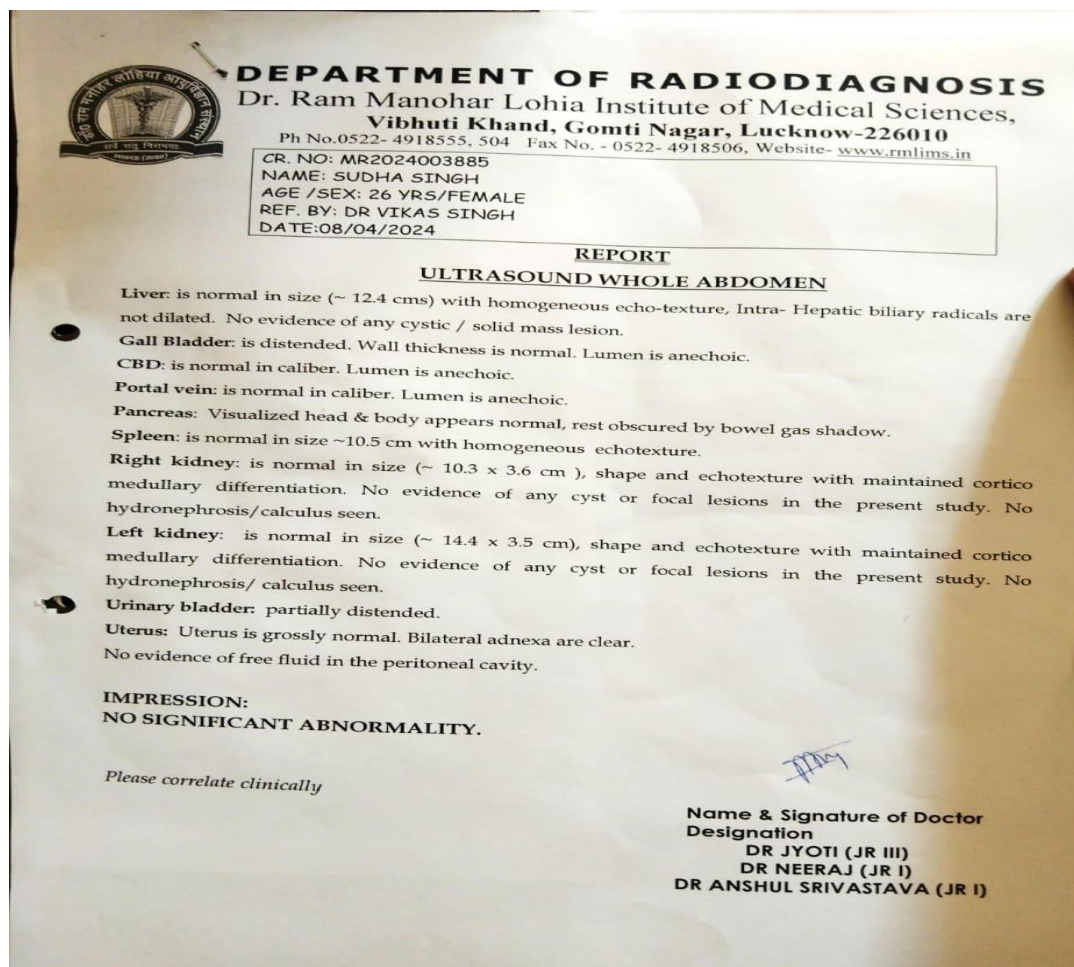 डॉ० राम मनोहर लोहिया आयुर्विज्ञान संस्थान
सर्वे सन्तु निरामयाः
DEPARTMENT OF RADIODIAGNOSIS
Dr. Ram Manohar Lohia Institute of Medical Sciences,
Vibhuti Khand, Gomti Nagar, Lucknow-226010
Ph No.0522- 4918555, 504 Fax No. - 0522- 4918506, Website- www.rmlims.in
CR. NO: MR2024003885
NAME: SUDHA SINGH
AGE /SEX: 26 YRS/FEMALE
REF. BY: DR VIKAS SINGH
DATE:08/04/2024
REPORT
ULTRASOUND WHOLE ABDOMEN
Liver: is normal in size (~ 12.4 cms) with homogeneous echo-texture, Intra- Hepatic biliary radicals are
not dilated. No evidence of any cystic / solid mass lesion.
Gall Bladder: is distended. Wall thickness is normal. Lumen is anechoic.
CBD: is normal in caliber. Lumen is anechoic.
Portal vein: is normal in caliber. Lumen is anechoic.
Pancreas: Visualized head & body appears normal, rest obscured by bowel gas shadow.
Spleen: is normal in size ~10.5 cm with homogeneous echotexture.
Right kidney: is normal in size (~ 10.3 x 3.6 cm ), shape and echotexture with maintained cortico
medullary differentiation. No evidence of any cyst or focal lesions in the present study. No
hydronephrosis/calculus seen.
Left kidney: is normal in size (~ 14.4 x 3.5 cm), shape and echotexture with maintained cortico
medullary differentiation. No evidence of any cyst or focal lesions in the present study. No
hydronephrosis/ calculus seen.
Urinary bladder: partially distended.
Uterus: Uterus is grossly normal. Bilateral adnexa are clear.
No evidence of free fluid in the peritoneal cavity.
IMPRESSION:
NO SIGNIFICANT ABNORMALITY.
Please correlate clinically
Name & Signature of Doctor
Designation
DR JYOTI (JR III)
DR NEERAJ (JR I)
DR ANSHUL SRIVASTAVA (JR I)